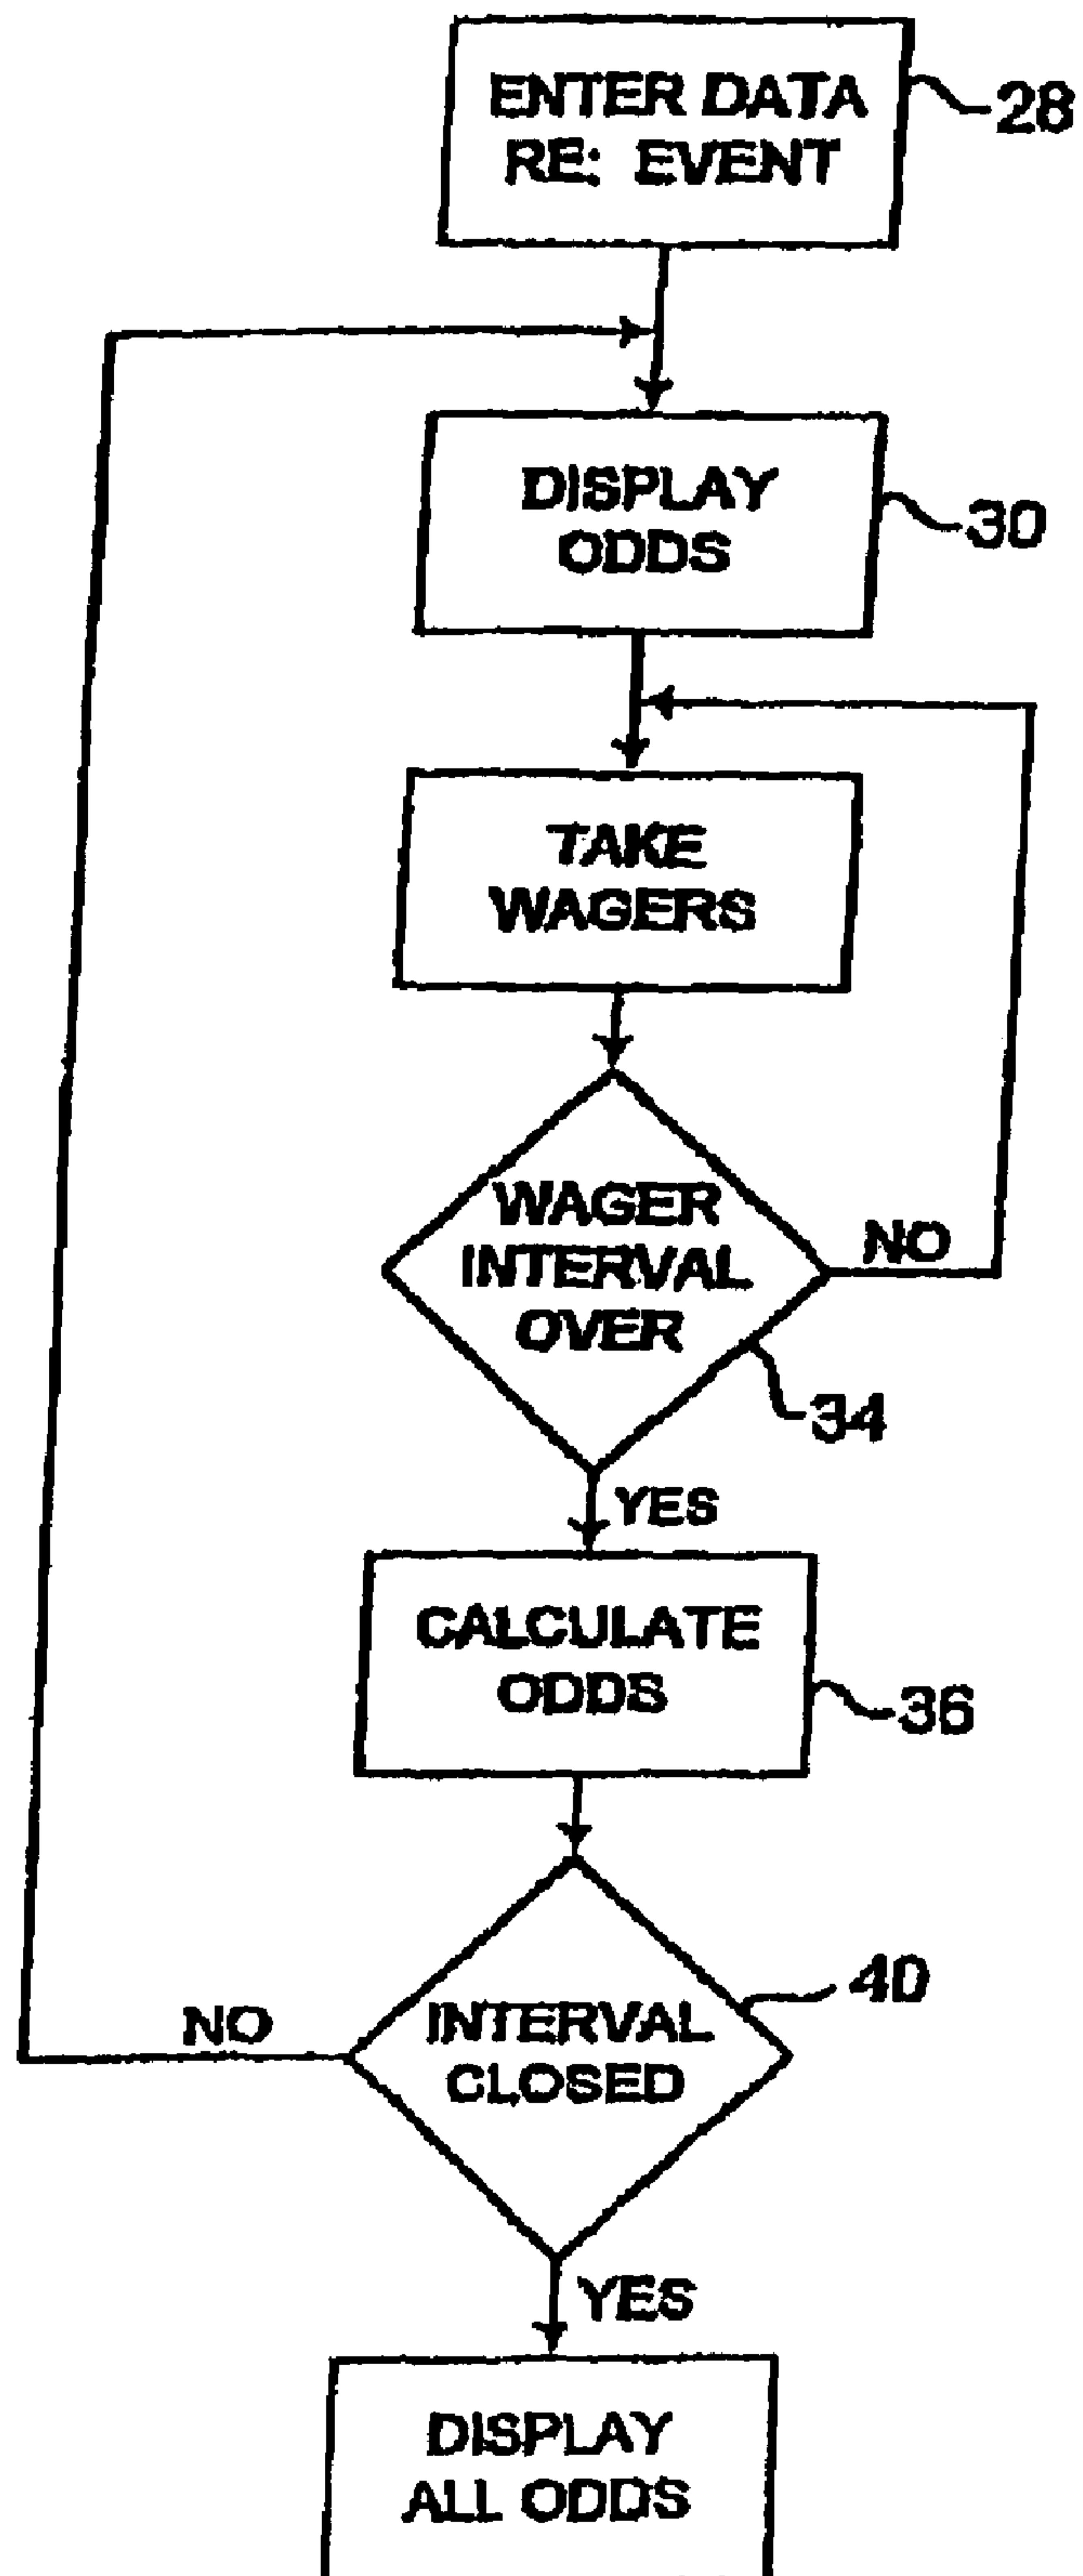 ENTER DATA
RE: EVENT
28
DISPLAY
ODDS
30
TAKE
WAGERS
WAGER
INTERVAL
OVER
NO
34
YES
CALCULATE
ODDS
36
INTERVAL
CLOSED
40
NO
YES
DISPLAY
ALL ODDS